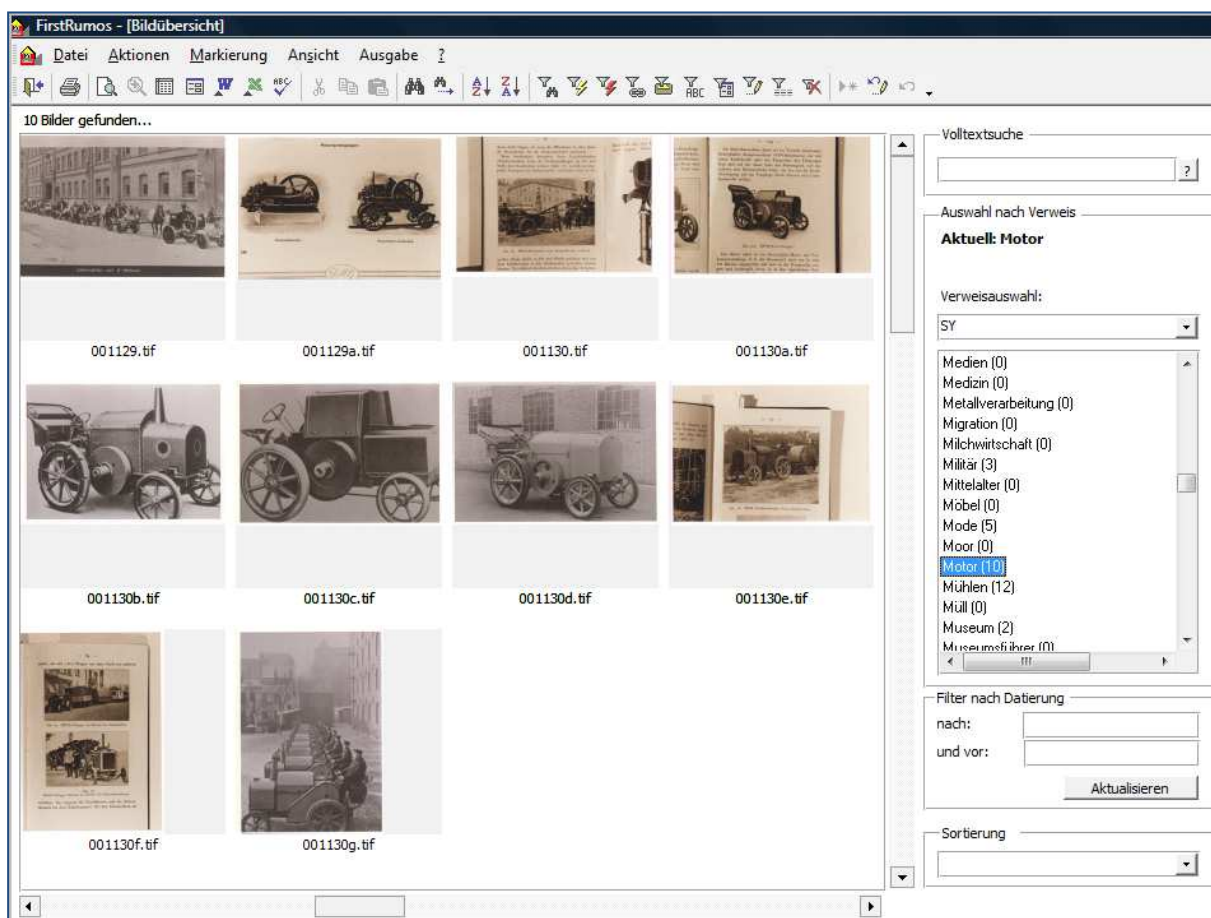 FirstRumos - [Bildübersicht]
Datei Aktionen Markierung Ansicht Ausgabe ?
10 Bilder gefunden...
001129.tif 001129a.tif 001130.tif 001130a.tif
001130b.tif 001130c.tif 001130d.tif 001130e.tif
001130f.tif 001130g.tif
Volltextsuche
?
Auswahl nach Verweis
Aktuell: Motor
Verweisauswahl:
SY
Medien (0)
Medizin (0)
Metallverarbeitung (0)
Migration (0)
Milchwirtschaft (0)
Militär (3)
Mittelalter (0)
Möbel (0)
Mode (5)
Moor (0)
Motor (10)
Mühlen (12)
Müll (0)
Museum (2)
Museumsführer (0)
Filter nach Datierung
nach:
und vor:
Aktualisieren
Sortierung